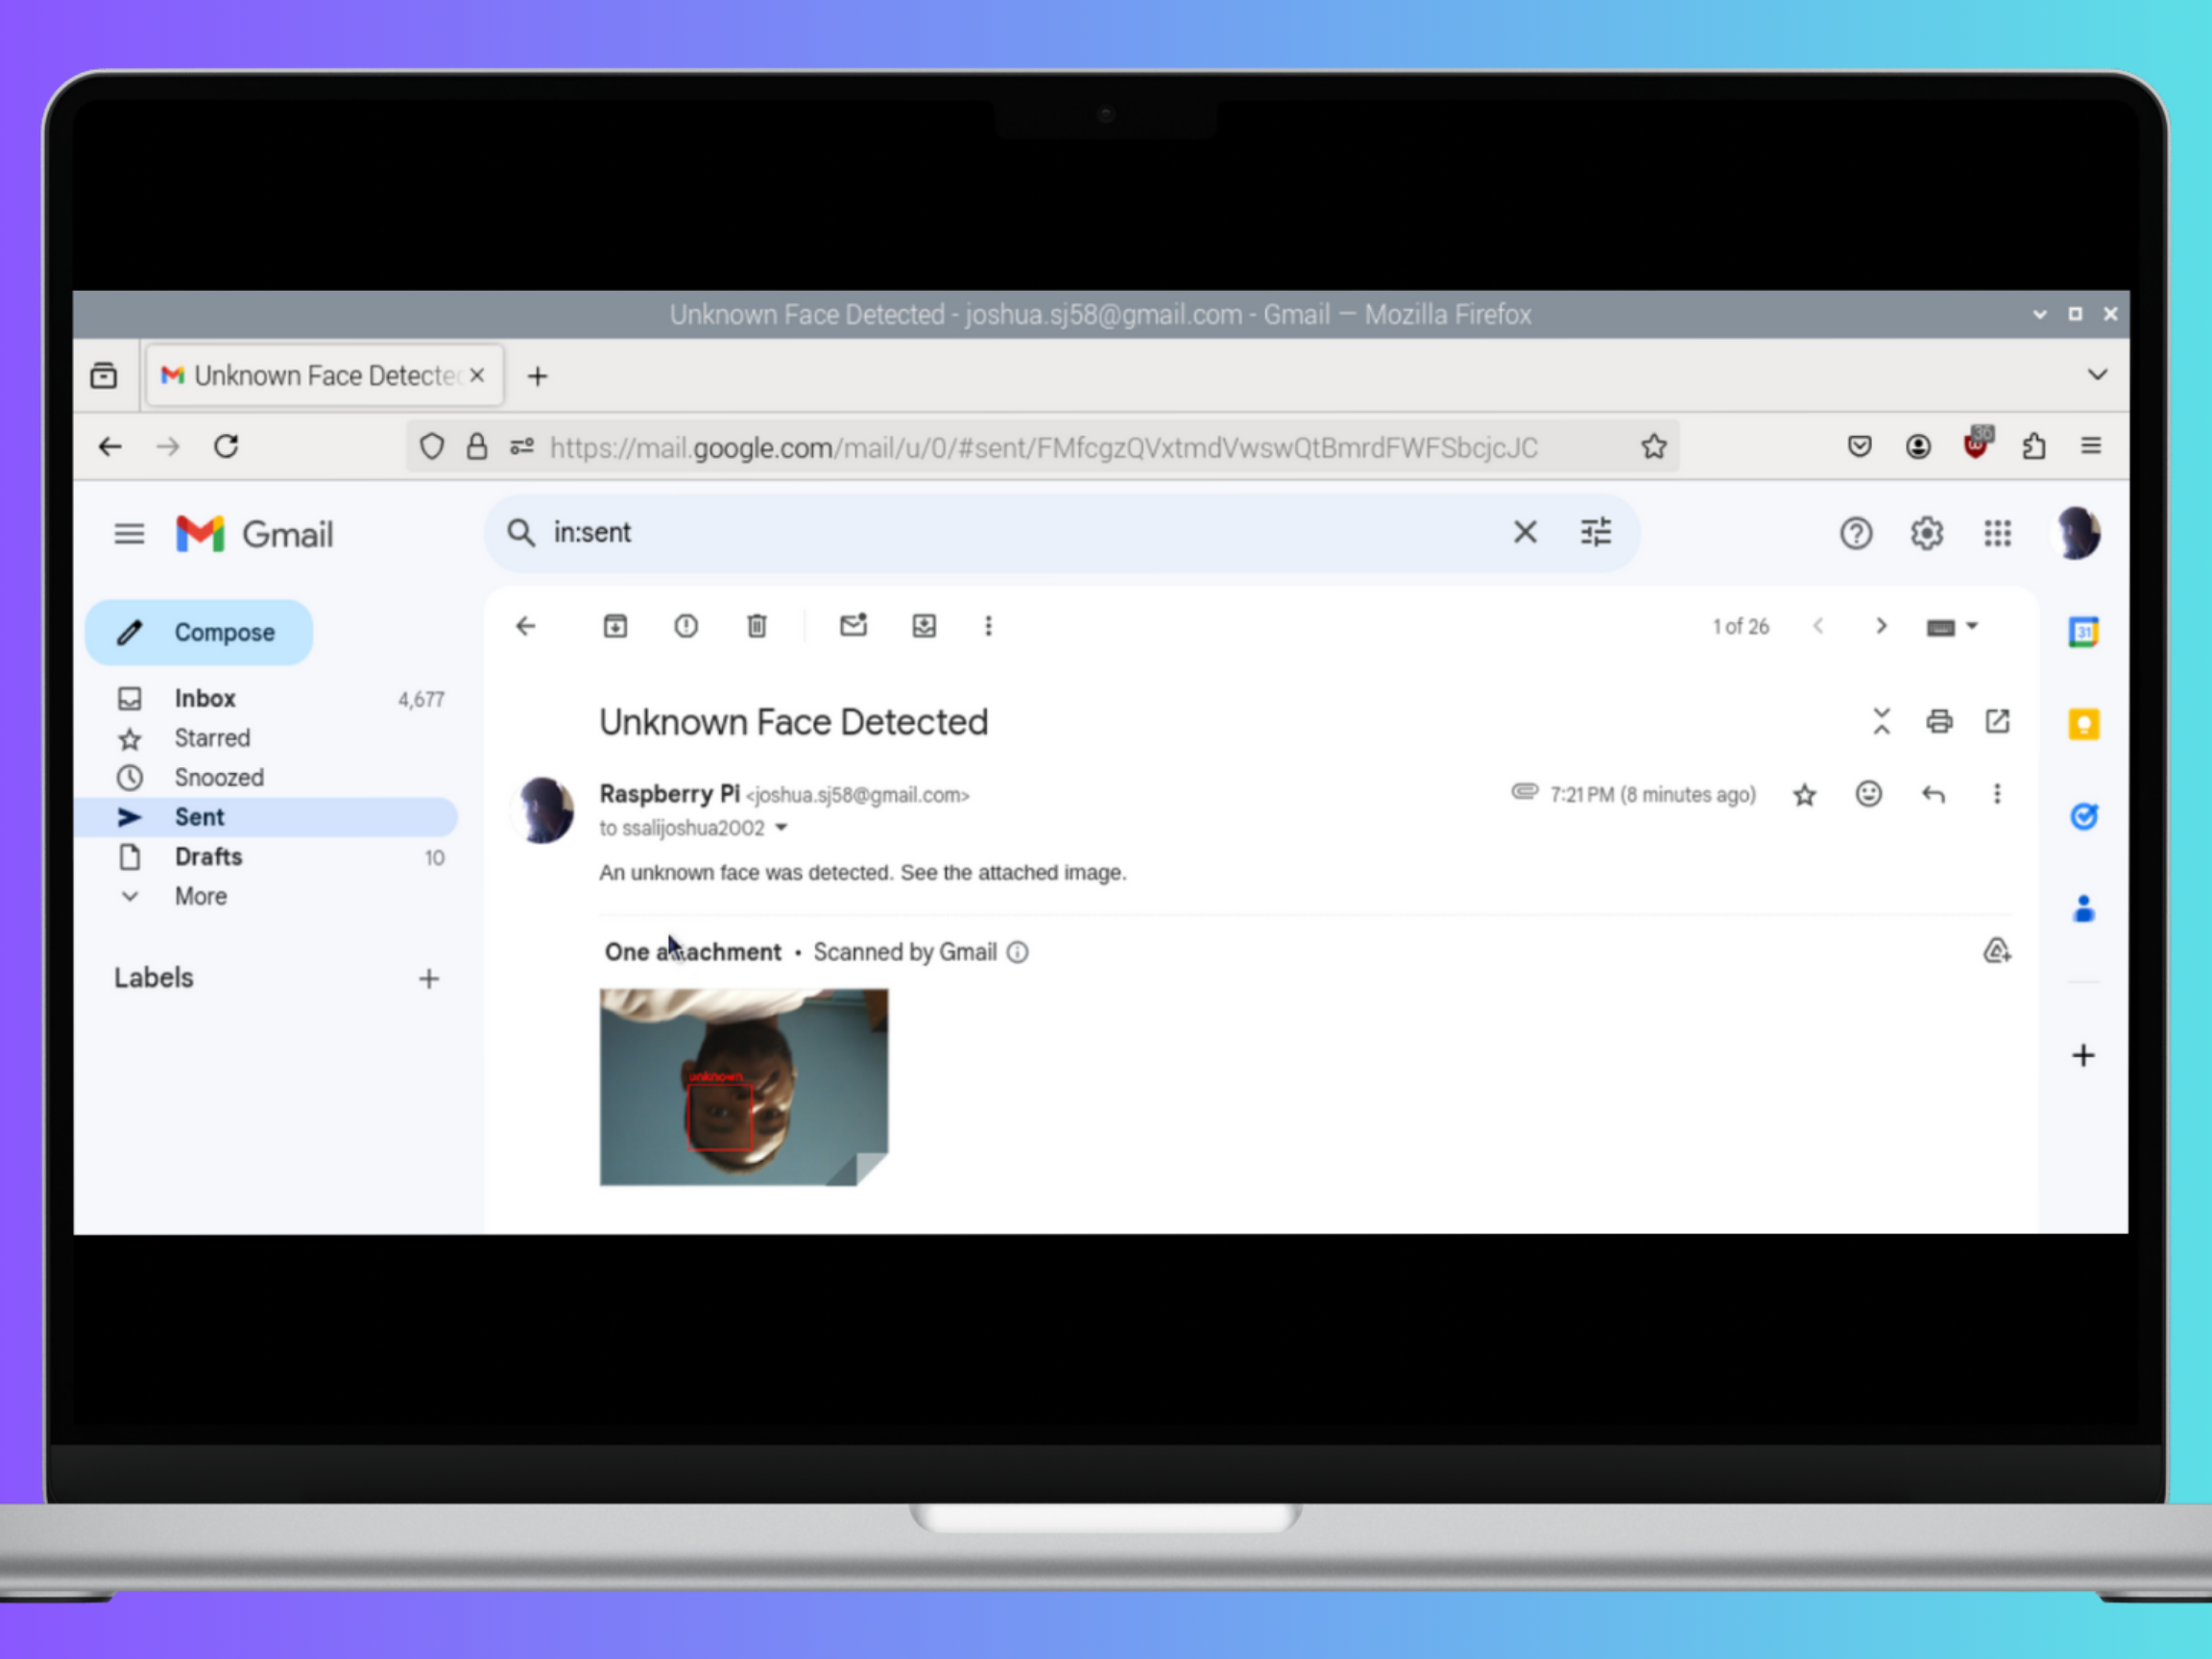 Unknown Face Detected - joshua.sj58@gmail.com - Gmail — Mozilla Firefox
Unknown Face Detected
https://mail.google.com/mail/u/0/#sent/FMfcgzQVxtmdVwswQtBmrdFWFSbcjcJC
36
Gmail
in:sent
Compose
1 of 26
31
Inbox 4,677
Starred
Snoozed
Sent
Drafts 10
More
Labels
Unknown Face Detected
Raspberry Pi <joshua.sj58@gmail.com>
7:21 PM (8 minutes ago)
to ssalijoshua2002
An unknown face was detected. See the attached image.
One attachment • Scanned by Gmail
unknown